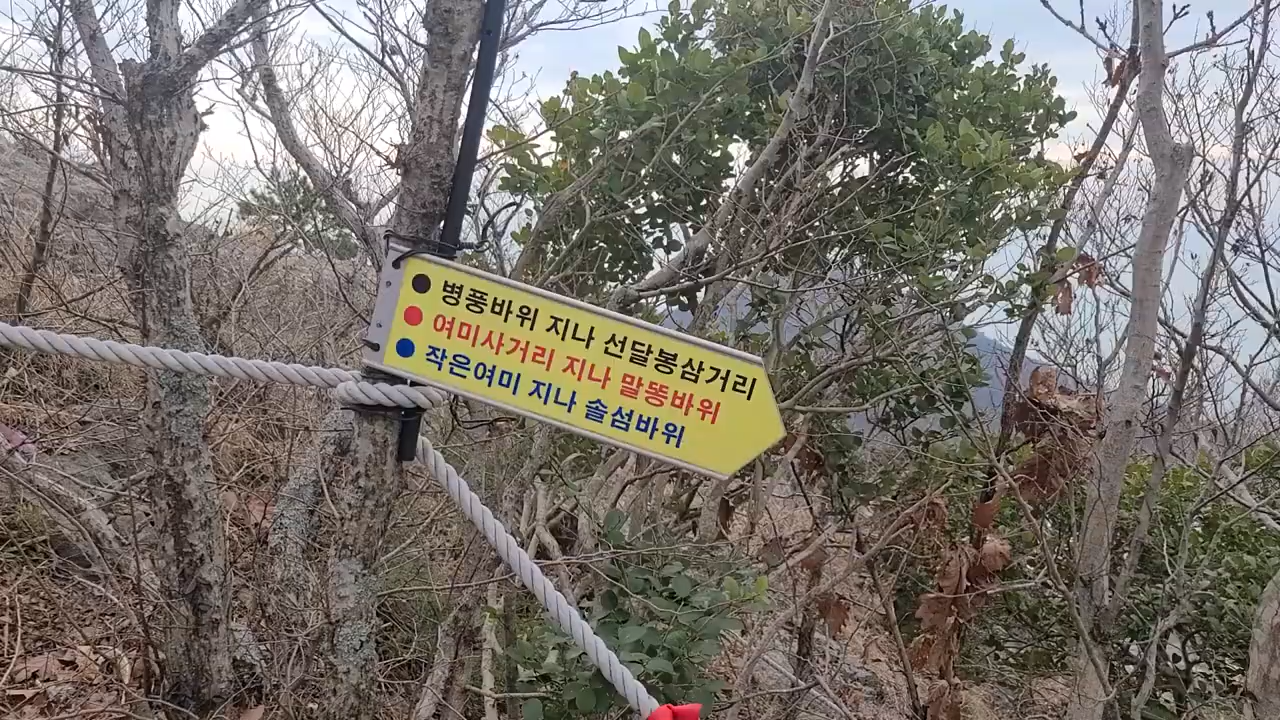 병풍바위 지나 선달봉삼거리
여미사거리 지나 말똥바위
작은여미 지나 솔섬바위